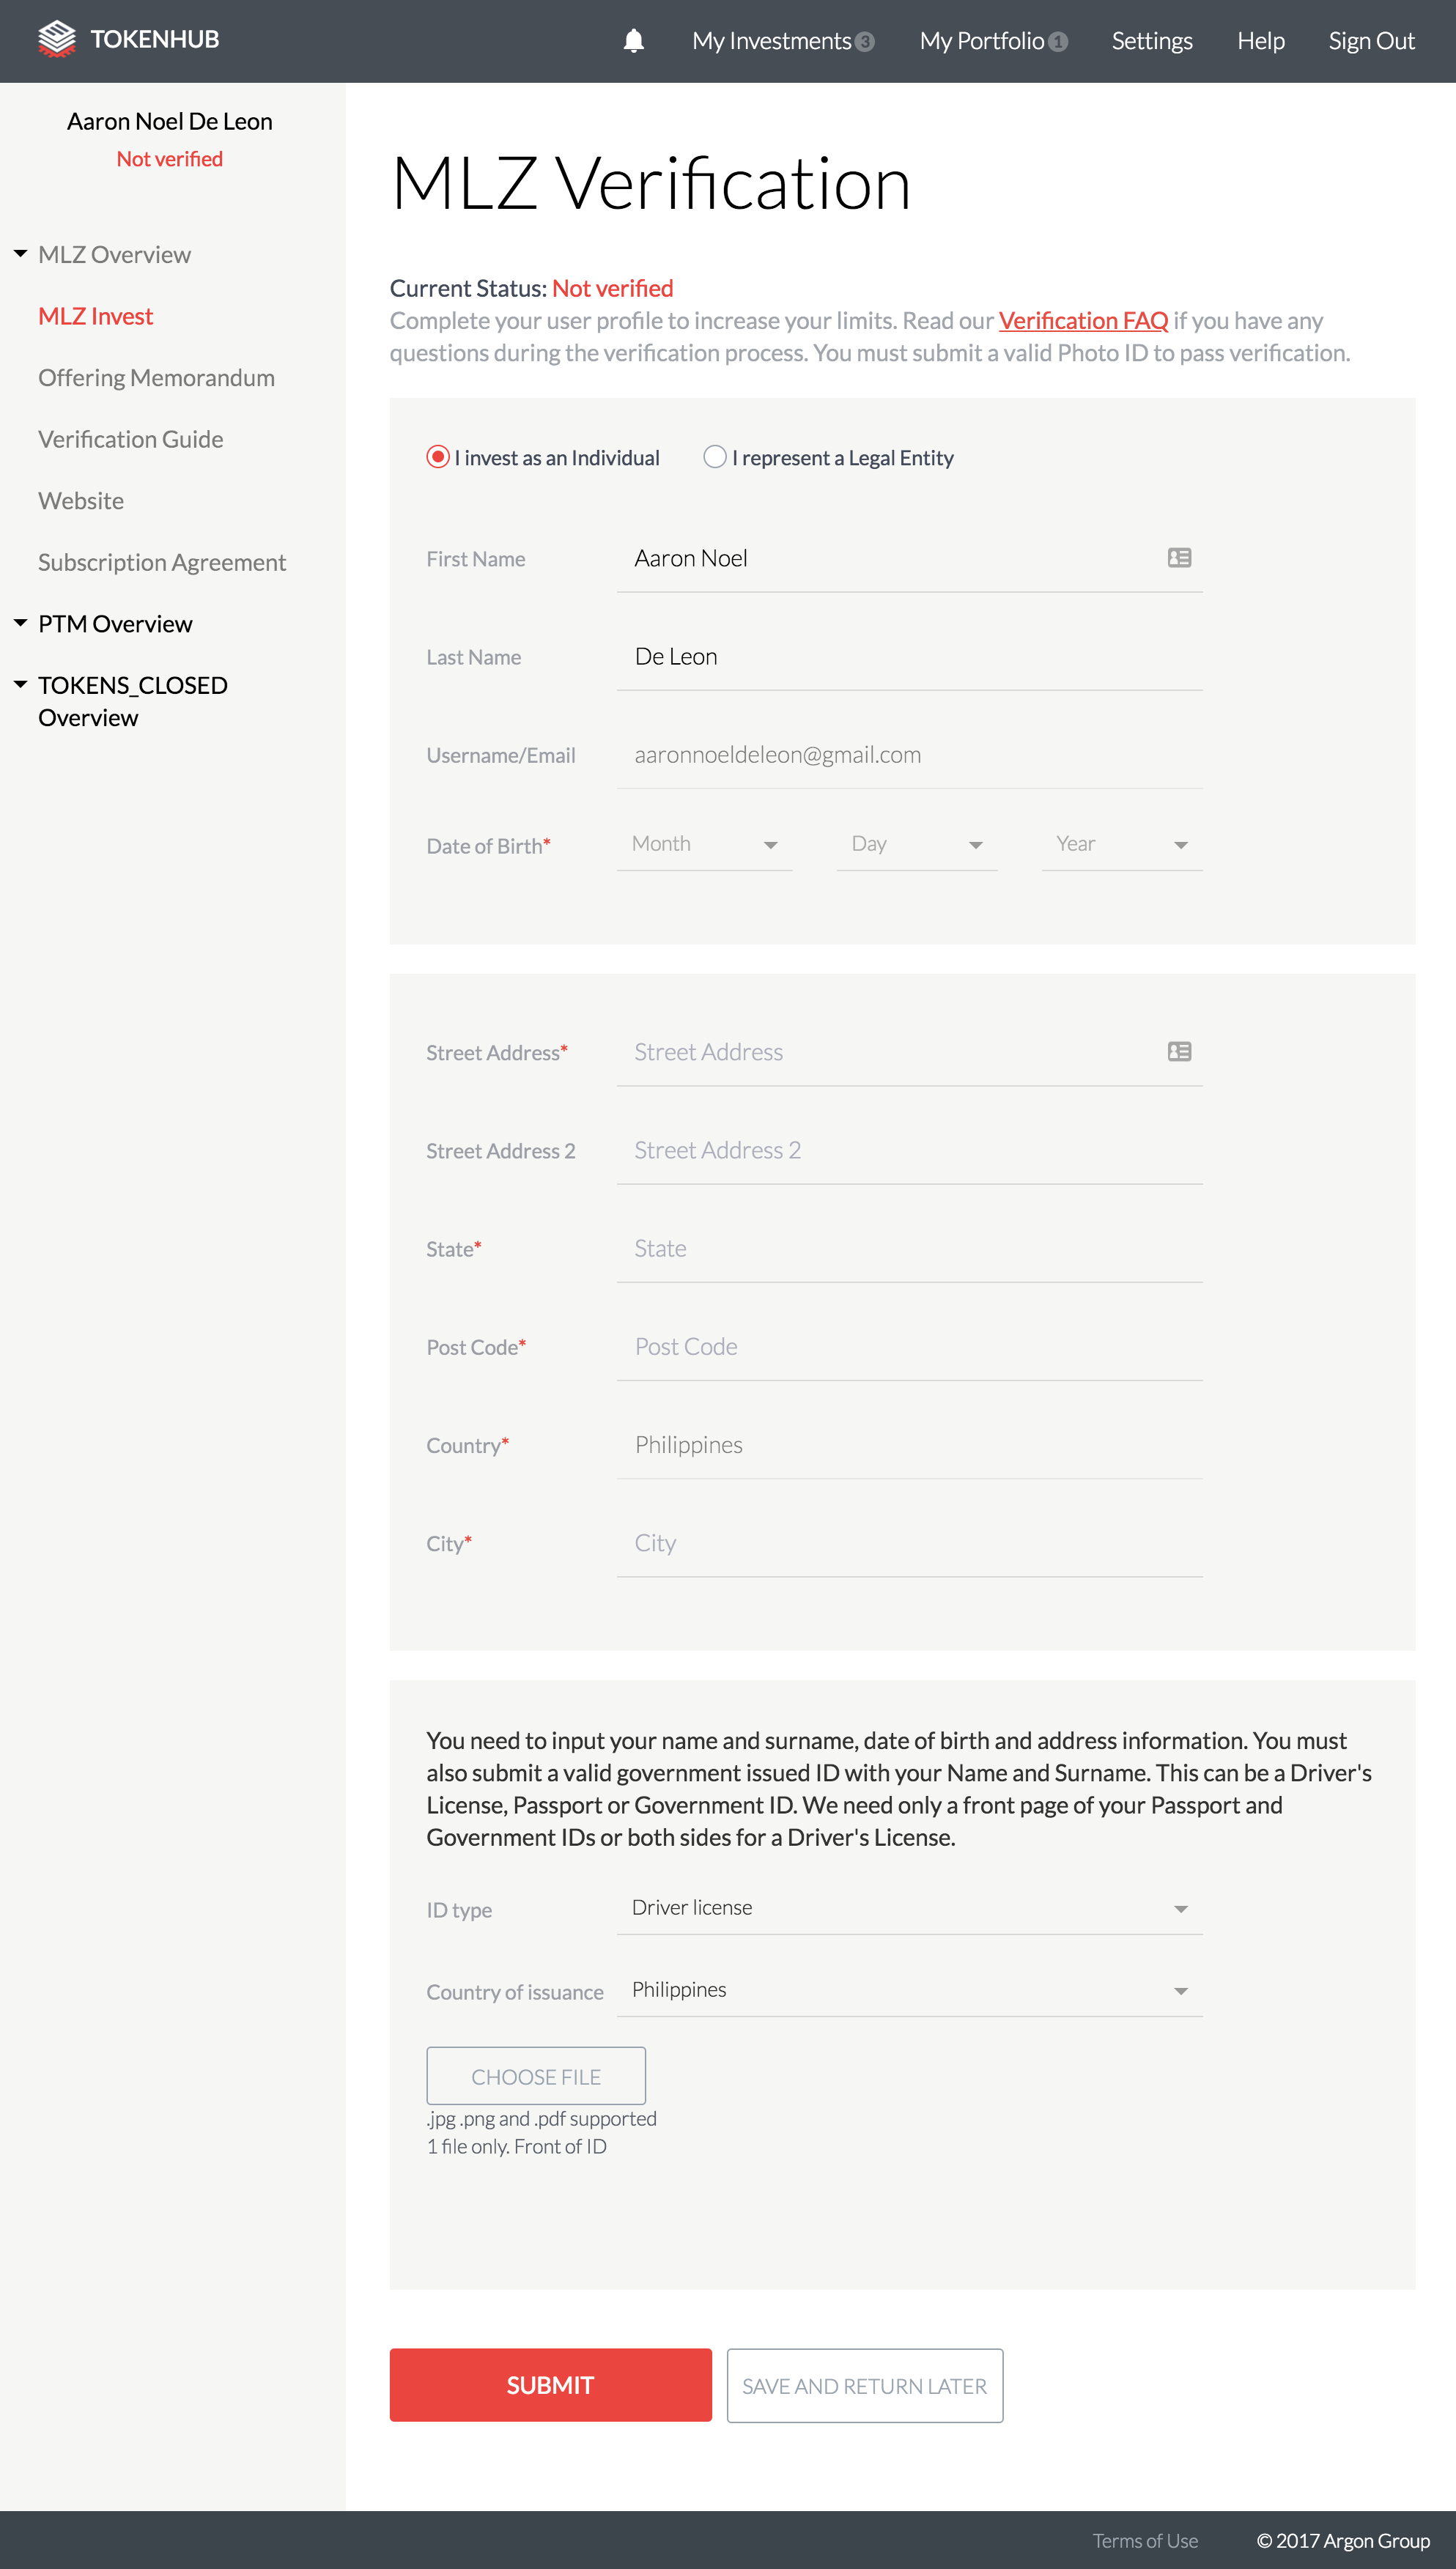 TOKENHUB
My Investments 3
My Portfolio 1
Settings
Help
Sign Out
Aaron Noel De Leon
Not verified
MLZ Overview
MLZ Invest
Offering Memorandum
Verification Guide
Website
Subscription Agreement
PTM Overview
TOKENS_CLOSED
Overview
MLZ Verification
Current Status: Not verified
Complete your user profile to increase your limits. Read our Verification FAQ if you have any
questions during the verification process. You must submit a valid Photo ID to pass verification.
I invest as an Individual
I represent a Legal Entity
First Name
Aaron Noel
Last Name
De Leon
Username/Email
aaronnoeldeleon@gmail.com
Date of Birth*
Month
Day
Year
Street Address*
Street Address
Street Address 2
Street Address 2
State*
State
Post Code*
Post Code
Country*
Philippines
City*
City
You need to input your name and surname, date of birth and address information. You must
also submit a valid government issued ID with your Name and Surname. This can be a Driver's
License, Passport or Government ID. We need only a front page of your Passport and
Government IDs or both sides for a Driver's License.
ID type
Driver license
Country of issuance
Philippines
CHOOSE FILE
.jpg .png and .pdf supported
1 file only. Front of ID
SUBMIT
SAVE AND RETURN LATER
Terms of Use
© 2017 Argon Group